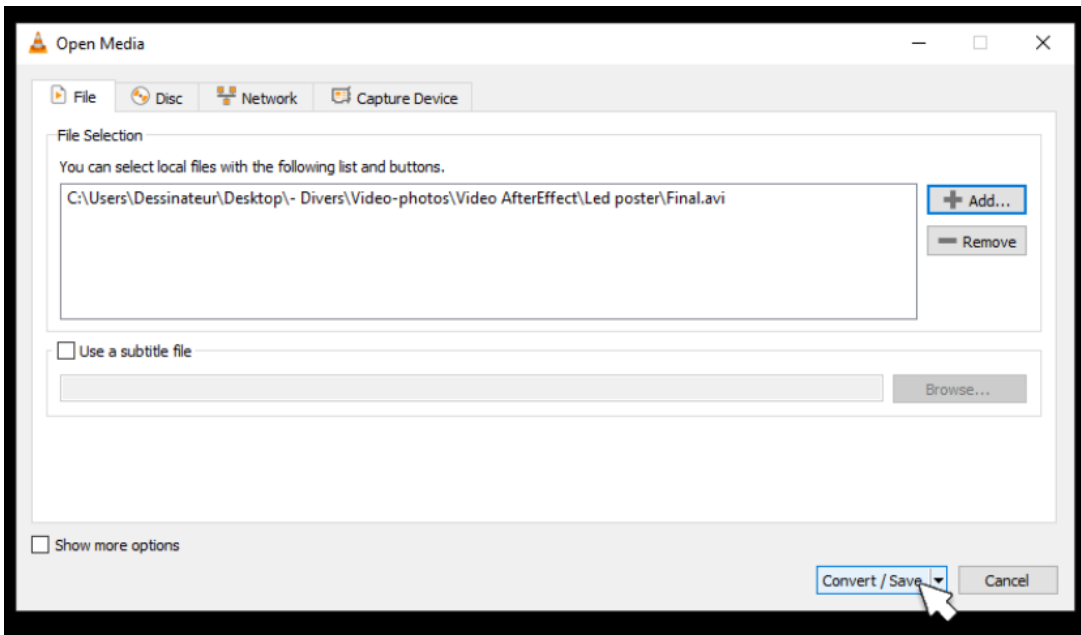 Open Media
File Disc Network Capture Device
File Selection
You can select local files with the following list and buttons.
C:\Users\Dessinateur\Desktop\- Divers\Video-photos\Video AfterEffect\Led poster\Final.avi
Add...
Remove
Use a subtitle file
Browse...
Show more options
Convert / Save
Cancel